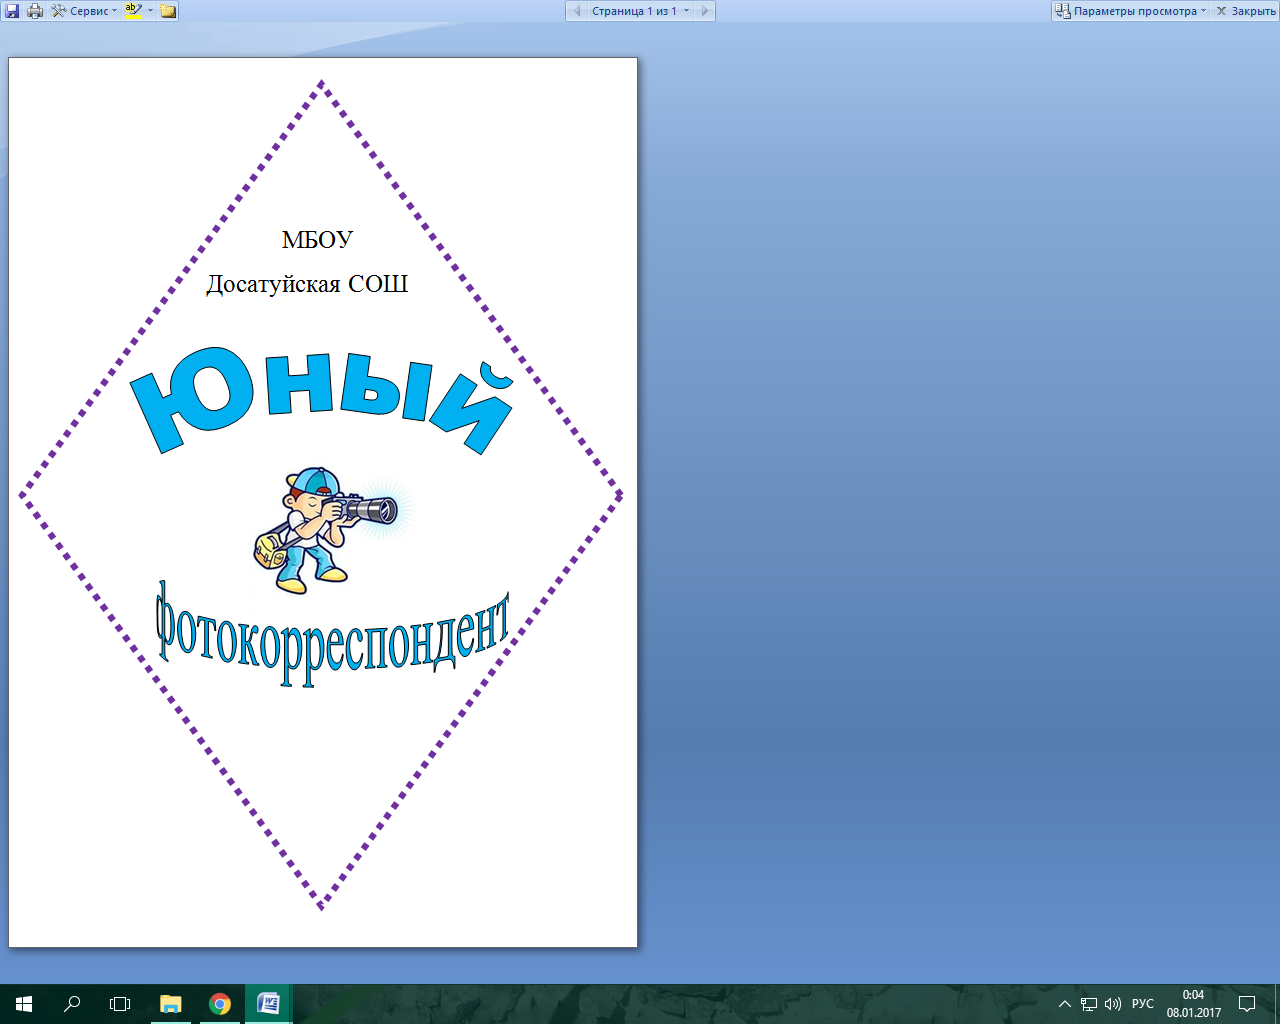 Сервис
Страница 1 из 1
Параметры просмотра
Закрыть
МБОУ
Досатуйская СОШ
Юный
фотокорреспондент
РУС
0:04
08.01.2017